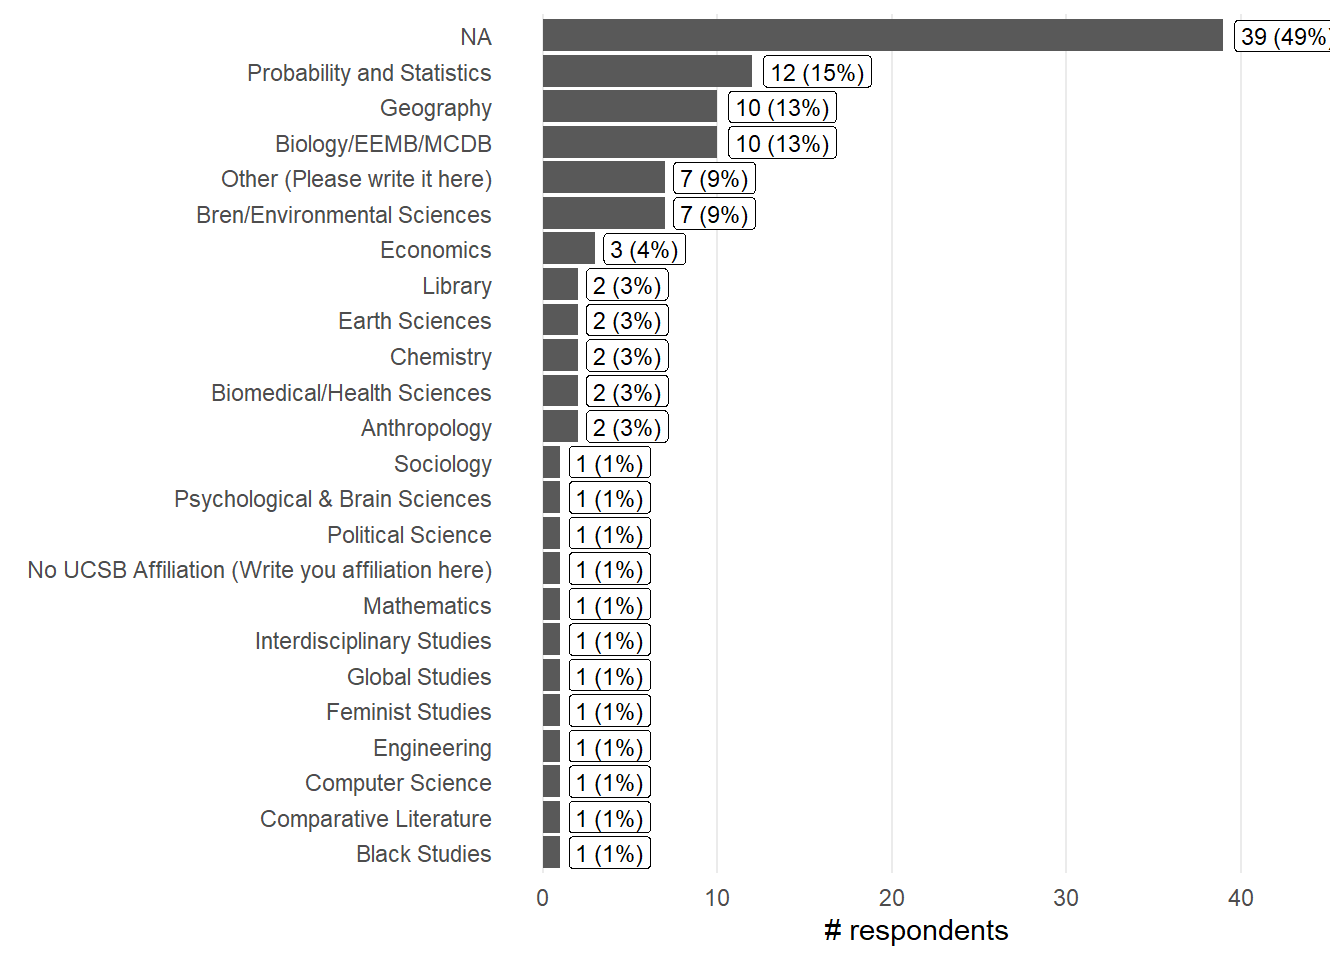 NA 39 (49%
Probability and Statistics 12 (15%)
Geography 10 (13%)
Biology/EEMB/MCDB 10 (13%)
Other (Please write it here) 7 (9%)
Bren/Environmental Sciences 7 (9%)
Economics 3 (4%)
Library 2 (3%)
Earth Sciences 2 (3%)
Chemistry 2 (3%)
Biomedical/Health Sciences 2 (3%)
Anthropology 2 (3%)
Sociology 1 (1%)
Psychological & Brain Sciences 1 (1%)
Political Science 1 (1%)
No UCSB Affiliation (Write you affiliation here) 1 (1%)
Mathematics 1 (1%)
Interdisciplinary Studies 1 (1%)
Global Studies 1 (1%)
Feminist Studies 1 (1%)
Engineering 1 (1%)
Computer Science 1 (1%)
Comparative Literature 1 (1%)
Black Studies 1 (1%)
0 10 20 30 40
# respondents